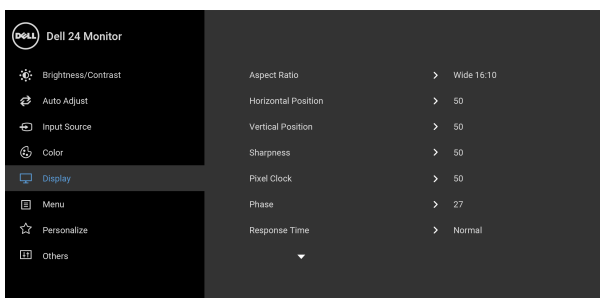 DELL Dell 24 Monitor
Brightness/Contrast
Auto Adjust
Input Source
Color
Display
Menu
Personalize
Others
Aspect Ratio Wide 16:10
Horizontal Position 50
Vertical Position 50
Sharpness 50
Pixel Clock 50
Phase 27
Response Time Normal